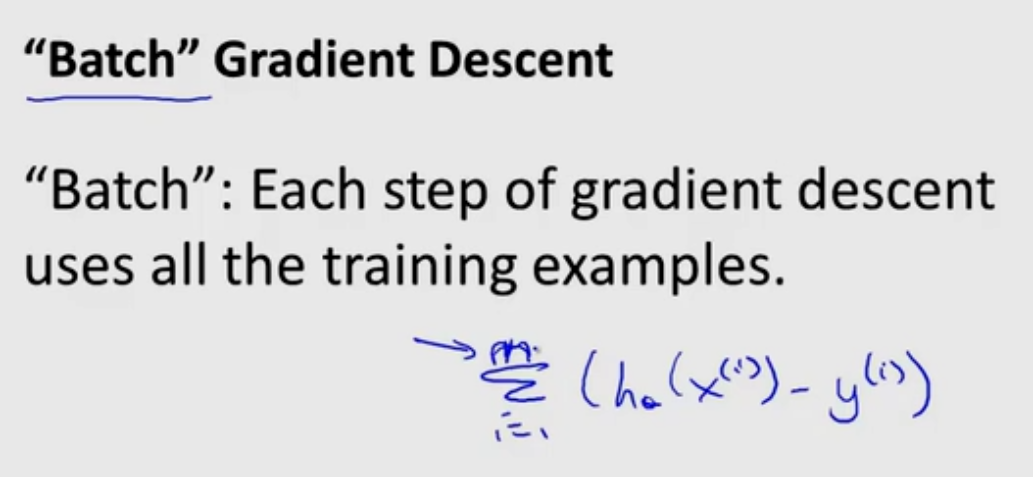 “Batch” Gradient Descent
“Batch”: Each step of gradient descent
uses all the training examples.
→ m
Σ (hθ(x⁽ⁱ⁾) - y⁽ⁱ⁾)
i=1